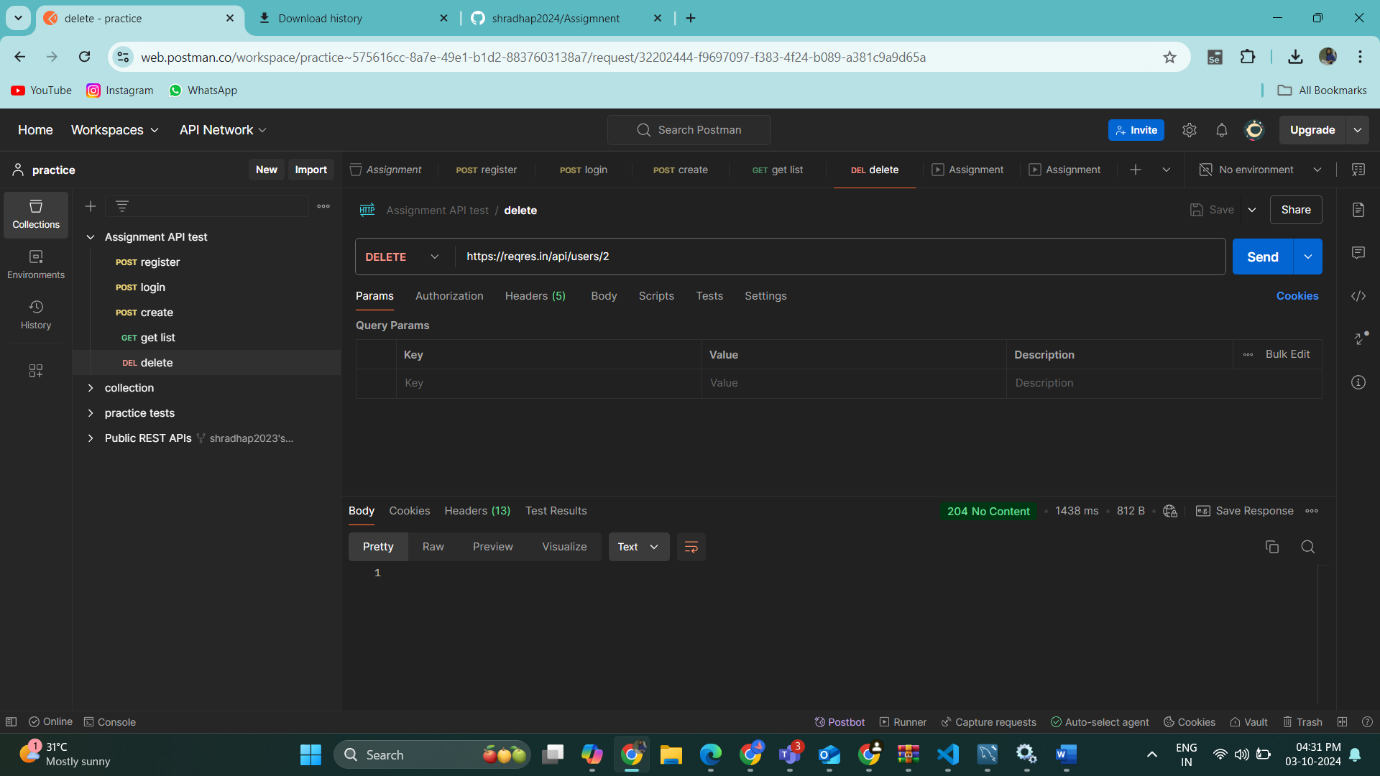 delete - practice
Download history
shradhap2024/Assigmnent
web.postman.co/workspace/practice~575616cc-8a7e-49e1-b1d2-8837603138a7/request/32202444-f9697097-f383-4f24-b089-a381c9a9d65a
Se
YouTube
Instagram
WhatsApp
All Bookmarks
Home
Workspaces
API Network
Search Postman
Invite
Upgrade
practice
New
Import
Assignment
POST register
POST login
POST create
GET get list
DEL delete
Assignment
Assignment
No environment
Collections
Environments
History
Assignment API test
POST register
POST login
POST create
GET get list
DEL delete
collection
practice tests
Public REST APIs shradhap2023's...
HTTP Assignment API test / delete
Save
Share
DELETE
https://reqres.in/api/users/2
Send
Params
Authorization
Headers (5)
Body
Scripts
Tests
Settings
Cookies
Query Params
Key
Value
Description
Bulk Edit
Key
Value
Description
Body
Cookies
Headers (13)
Test Results
204 No Content
1438 ms
812 B
e.g. Save Response
Pretty
Raw
Preview
Visualize
Text
1
Online
Console
Postbot
Runner
Capture requests
Auto-select agent
Cookies
Vault
Trash
1
31°C
Mostly sunny
Search
3
ENG
IN
04:31 PM
03-10-2024